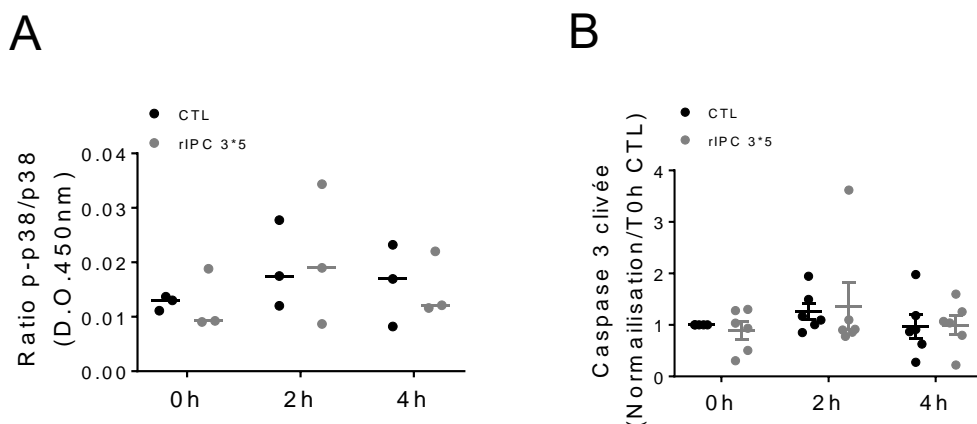 A
CTL
rIPC 3*5
Ratio p-p38/p38
(D.O.450nm)
0.04
0.03
0.02
0.01
0.00
0h
2h
4h
B
CTL
rIPC 3*5
Caspase 3 clivée
(Normaillisation/T0h CTL)
4
3
2
1
0
0h
2h
4h